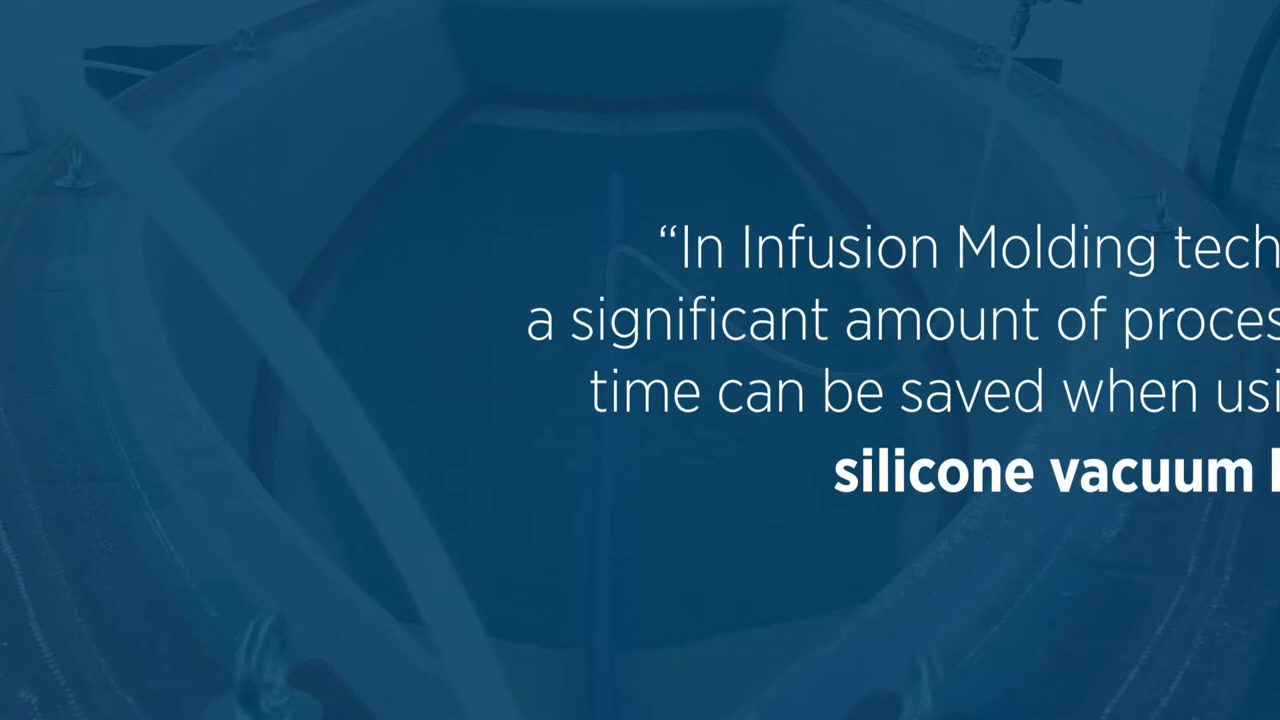 “In Infusion Molding tech
a significant amount of proces
time can be saved when usi
silicone vacuum